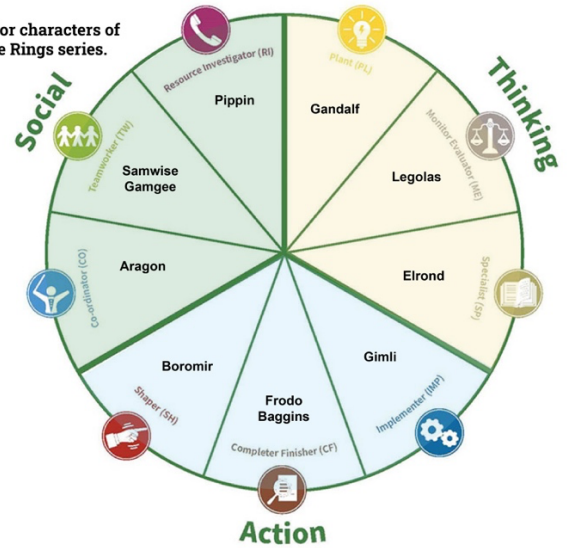 or characters of
e Rings series.
Social
Thinking
Action
Resource Investigator (RI)
Pippin
Plant (PL)
Gandalf
Teamworker (TW)
Samwise
Gamgee
Monitor Evaluator (ME)
Legolas
Co-ordinator (CO)
Aragon
Specialist (SP)
Elrond
Shaper (SH)
Boromir
Completer Finisher (CF)
Frodo
Baggins
Implementer (IMP)
Gimli